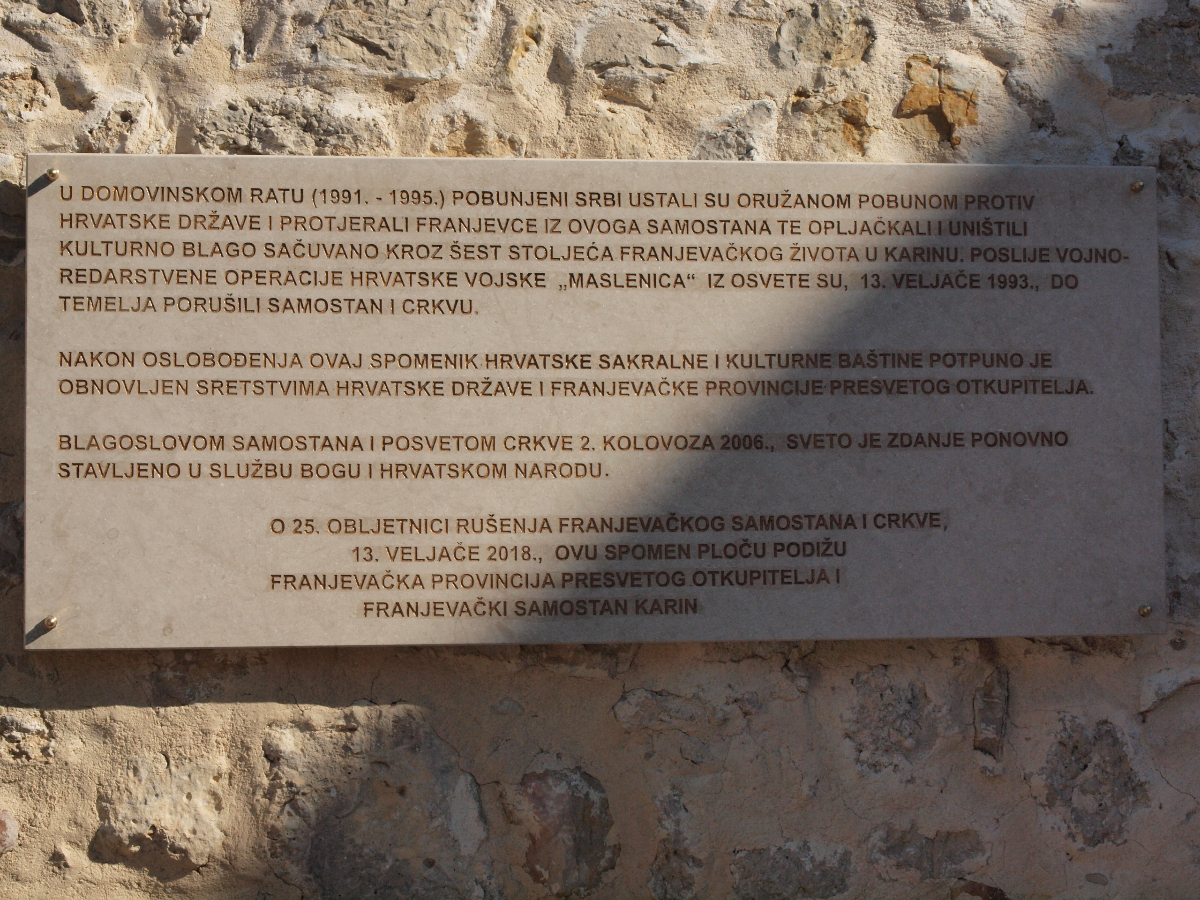 U DOMOVINSKOM RATU (1991. - 1995.) POBUNJENI SRBI USTALI SU ORUŽANOM POBUNOM PROTIV
HRVATSKE DRŽAVE I PROTJERALI FRANJEVCE IZ OVOGA SAMOSTANA TE OPLJAČKALI I UNIŠTILI
KULTURNO BLAGO SAČUVANO KROZ ŠEST STOLJEĆA FRANJEVAČKOG ŽIVOTA U KARINU. POSLIJE VOJNO-
REDARSTVENE OPERACIJE HRVATSKE VOJSKE „MASLENICA“ IZ OSVETE SU, 13. VELJAČE 1993., DO
TEMELJA PORUŠILI SAMOSTAN I CRKVU.
NAKON OSLOBOĐENJA OVAJ SPOMENIK HRVATSKE SAKRALNE I KULTURNE BAŠTINE POTPUNO JE
OBNOVLJEN SRETSTVIMA HRVATSKE DRŽAVE I FRANJEVAČKE PROVINCIJE PRESVETOG OTKUPITELJA.
BLAGOSLOVOM SAMOSTANA I POSVETOM CRKVE 2. KOLOVOZA 2006., SVETO JE ZDANJE PONOVNO
STAVLJENO U SLUŽBU BOGU I HRVATSKOM NARODU.
O 25. OBLJETNICI RUŠENJA FRANJEVAČKOG SAMOSTANA I CRKVE,
13. VELJAČE 2018., OVU SPOMEN PLOČU PODIŽU
FRANJEVAČKA PROVINCIJA PRESVETOG OTKUPITELJA I
FRANJEVAČKI SAMOSTAN KARIN